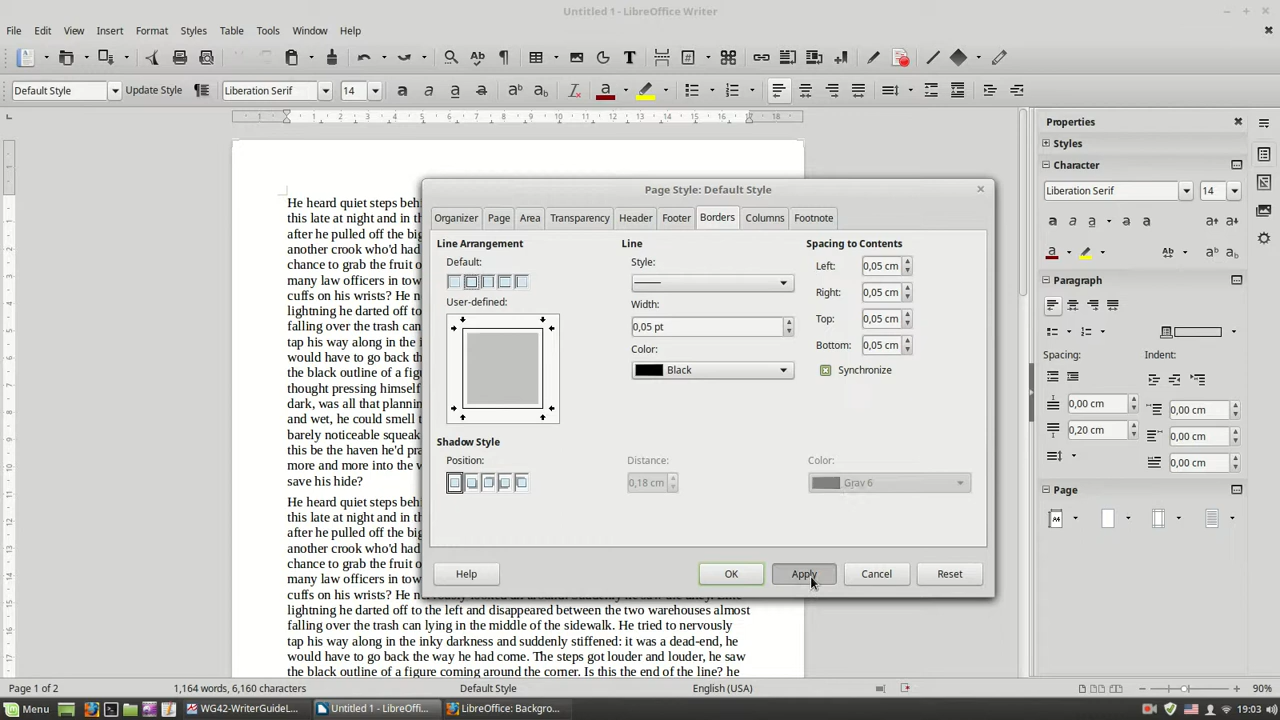 Untitled 1 - LibreOffice Writer
File Edit View Insert Format Styles Table Tools Window Help
Default Style Update Style Liberation Serif 14
Properties
Styles
Character
Liberation Serif 14
Paragraph
Spacing: Indent:
0,00 cm 0,00 cm
0,20 cm 0,00 cm
0,00 cm
Page
He heard quiet steps behi
this late at night and in th
after he pulled off the big
another crook who'd had
chance to grab the fruit o
many law officers in tow
cuffs on his wrists? He n
lightning he darted off to
falling over the trash can
tap his way along in the i
would have to go back th
the black outline of a figu
thought pressing himself
dark, was all that plannin
and wet, he could smell t
barely noticeable squeak
this be the haven he'd pra
more and more into the w
save his hide?
He heard quiet steps behi
this late at night and in th
after he pulled off the big
another crook who'd had
chance to grab the fruit o
many law officers in tow
lightning he darted off to the left and disappeared between the two warehouses almost
falling over the trash can lying in the middle of the sidewalk. He tried to nervously
tap his way along in the inky darkness and suddenly stiffened: it was a dead-end, he
would have to go back the way he had come. The steps got louder and louder, he saw
the black outline of a figure coming around the corner. Is this the end of the line? he
Page Style: Default Style
Organizer Page Area Transparency Header Footer Borders Columns Footnote
Line Arrangement
Default:
User-defined:
Line
Style:
Width:
0,05 pt
Color:
Black
Spacing to Contents
Left: 0,05 cm
Right: 0,05 cm
Top: 0,05 cm
Bottom: 0,05 cm
Synchronize
Shadow Style
Position:
Distance:
0,18 cm
Color:
Gray 6
Help OK Apply Cancel Reset
Page 1 of 2 1,164 words, 6,160 characters Default Style English (USA) 90%
Menu WG42-WriterGuideL... Untitled 1 - LibreOffi... LibreOffice: Backgro... 19:03